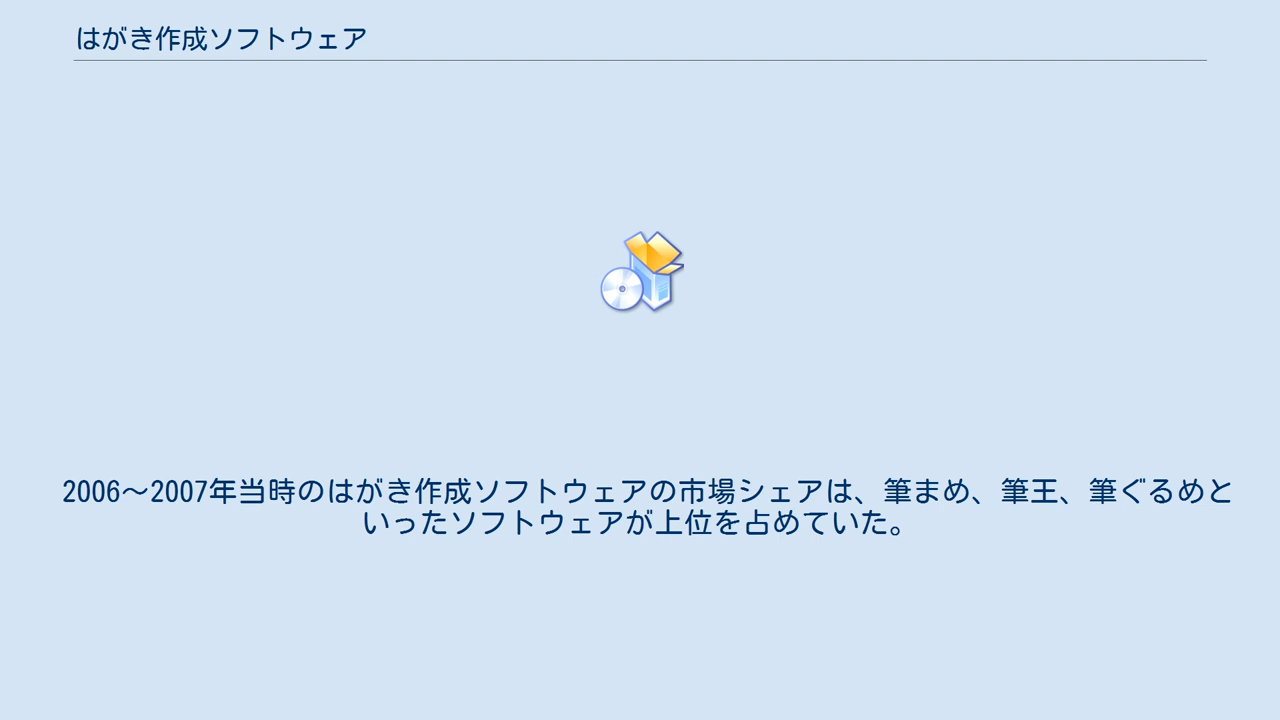 はがき作成ソフトウェア
2006～2007年当時のはがき作成ソフトウェアの市場シェアは、筆まめ、筆王、筆ぐるめと
いったソフトウェアが上位を占めていた。